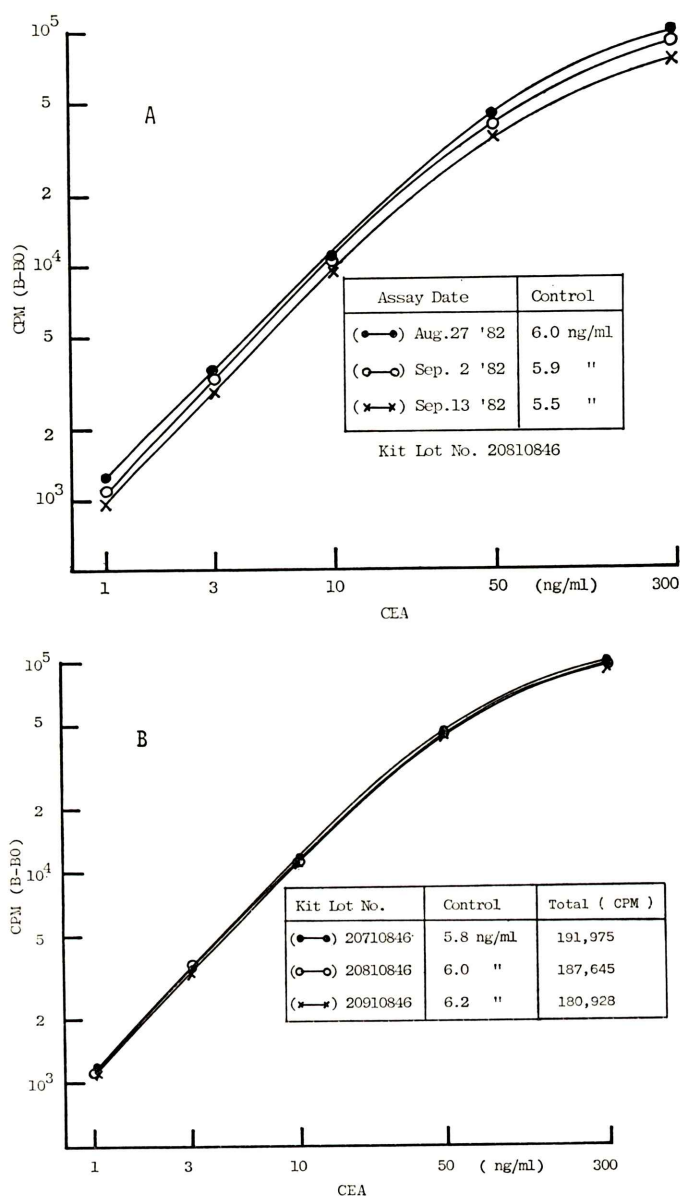 10^5
A
5
2
CPM (B-B0)
10^4
5
2
10^3
Assay Date Control
(●—●) Aug.27 '82 6.0 ng/ml
(○—○) Sep. 2 '82 5.9 "
(×—×) Sep.13 '82 5.5 "
Kit Lot No. 20810846
1 3 10 50 (ng/ml) 300
CEA
10^5
5
B
2
CPM (B-B0)
10^4
5
2
10^3
Kit Lot No. Control Total ( CPM )
(●—●) 20710846 5.8 ng/ml 191,975
(○—○) 20810846 6.0 " 187,645
(×—×) 20910846 6.2 " 180,928
1 3 10 50 ( ng/ml) 300
CEA